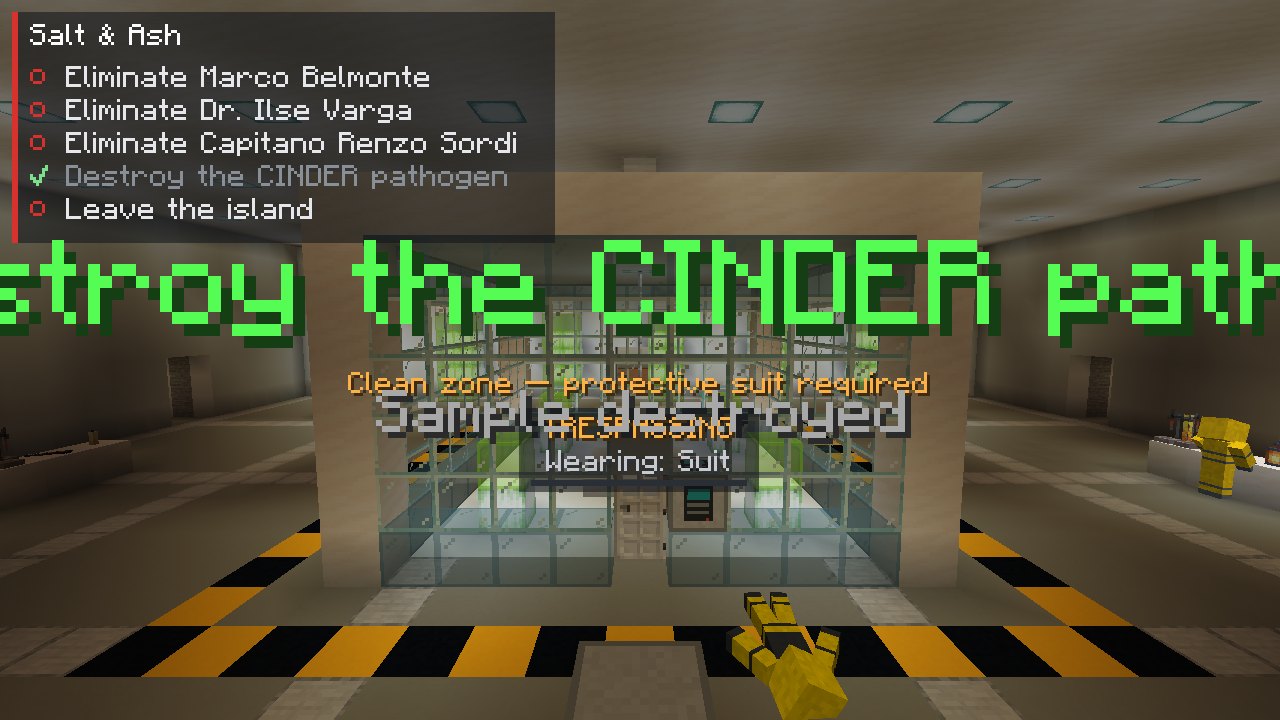 Salt & Ash
Eliminate Marco Belmonte
Eliminate Dr. Ilse Varga
Eliminate Capitano Renzo Sordi
Destroy the CINDER pathogen
Leave the island
stroy the CINDER path
Clean zone — protective suit required
Sample destroyed
TRESPASSING
Wearing: Suit